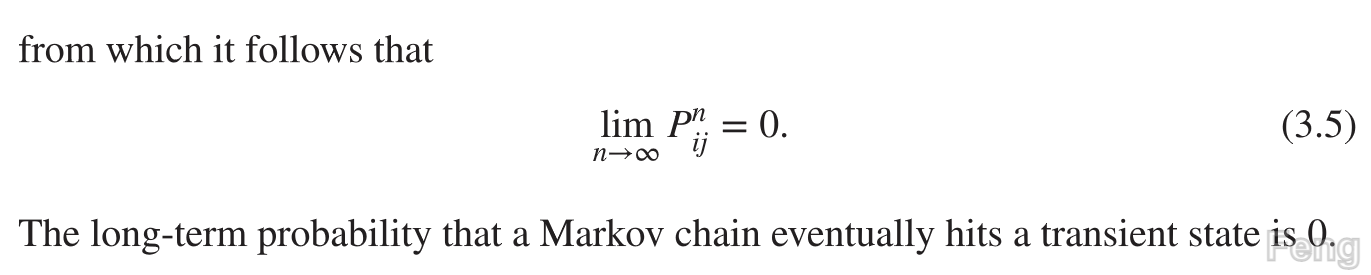 from which it follows that
lim P^n_{ij} = 0. (3.5)
n→∞
The long-term probability that a Markov chain eventually hits a transient state is 0.
Feng